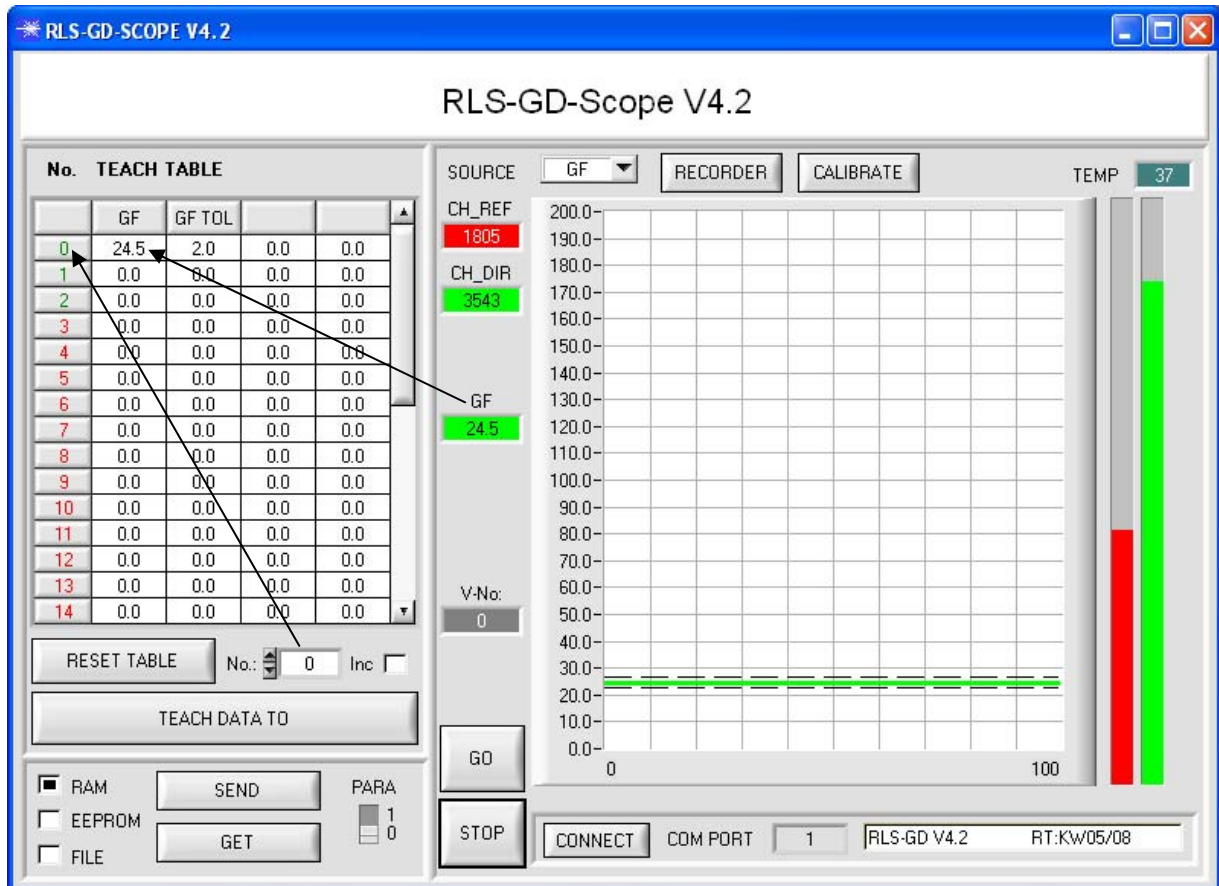 RLS-GD-SCOPE V4.2
RLS-GD-Scope V4.2
No. TEACH TABLE
GF GF TOL
0 24.5 2.0 0.0 0.0
1 0.0 0.0 0.0 0.0
2 0.0 0.0 0.0 0.0
3 0.0 0.0 0.0 0.0
4 0.0 0.0 0.0 0.0
5 0.0 0.0 0.0 0.0
6 0.0 0.0 0.0 0.0
7 0.0 0.0 0.0 0.0
8 0.0 0.0 0.0 0.0
9 0.0 0.0 0.0 0.0
10 0.0 0.0 0.0 0.0
11 0.0 0.0 0.0 0.0
12 0.0 0.0 0.0 0.0
13 0.0 0.0 0.0 0.0
14 0.0 0.0 0.0 0.0
RESET TABLE No.: 0 Inc
TEACH DATA TO
RAM
EEPROM
FILE
SEND
GET
PARA
1
0
SOURCE GF RECORDER CALIBRATE TEMP 37
CH_REF
1805
CH_DIR
3543
GF
24.5
V-No:
0
GO
STOP
200.0
190.0
180.0
170.0
160.0
150.0
140.0
130.0
120.0
110.0
100.0
90.0
80.0
70.0
60.0
50.0
40.0
30.0
20.0
10.0
0.0
0 100
CONNECT COM PORT 1 RLS-GD V4.2 RT:KW05/08